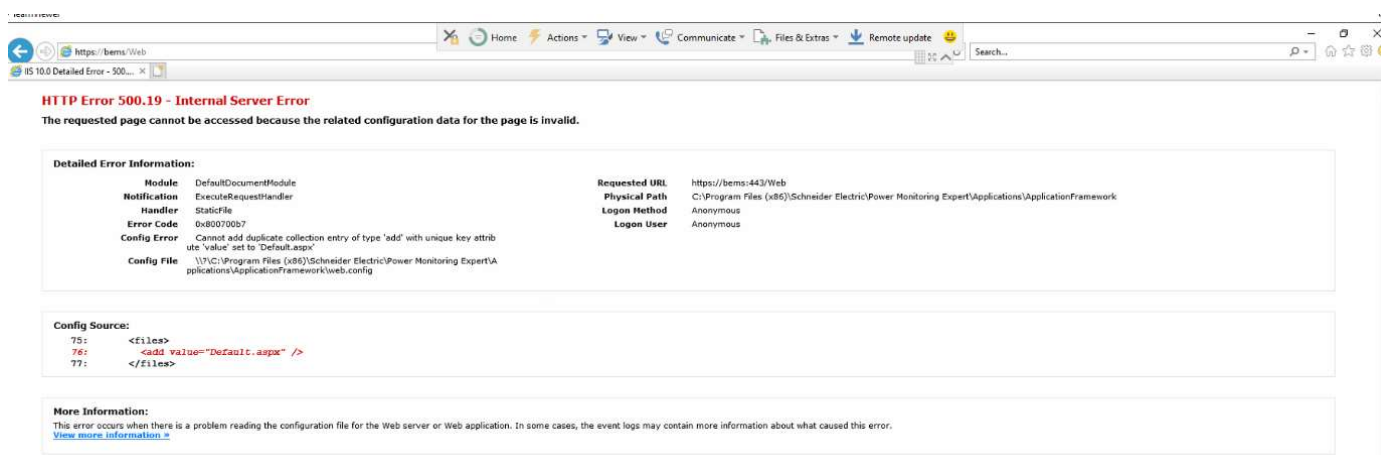 https://bems/Web
Home Actions View Communicate Files & Extras Remote update
Search...
IIS 10.0 Detailed Error - 500....
HTTP Error 500.19 - Internal Server Error
The requested page cannot be accessed because the related configuration data for the page is invalid.
Detailed Error Information:
Module DefaultDocumentModule
Notification ExecuteRequestHandler
Handler StaticFile
Error Code 0x800700b7
Config Error Cannot add duplicate collection entry of type 'add' with unique key attrib
ute 'value' set to 'Default.aspx'
Config File \\?\C:\Program Files (x86)\Schneider Electric\Power Monitoring Expert\A
pplications\ApplicationFramework\web.config
Requested URL https://bems:443/Web
Physical Path C:\Program Files (x86)\Schneider Electric\Power Monitoring Expert\Applications\ApplicationFramework
Logon Method Anonymous
Logon User Anonymous
Config Source:
75: <files>
76: <add value="Default.aspx" />
77: </files>
More Information:
This error occurs when there is a problem reading the configuration file for the Web server or Web application. In some cases, the event logs may contain more information about what caused this error.
View more information »